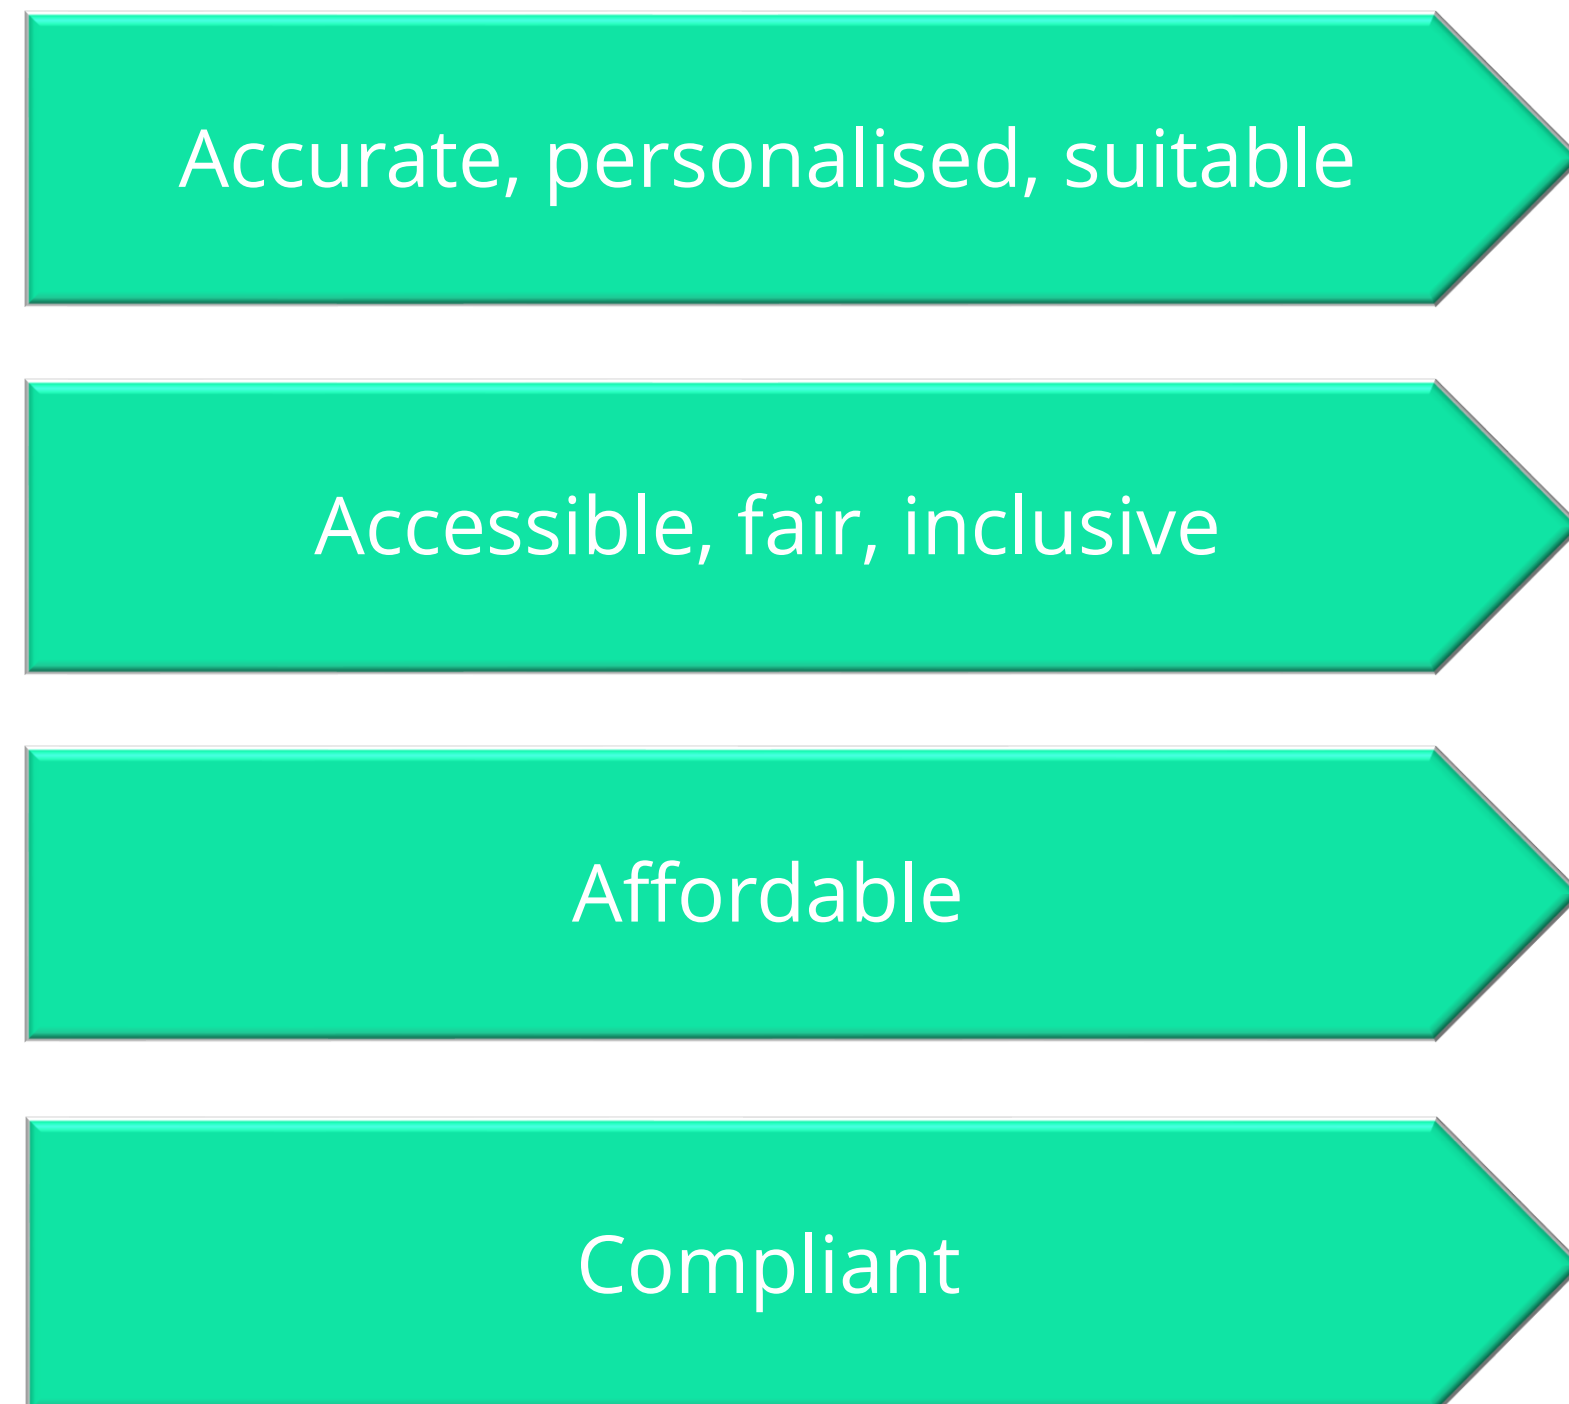 Accurate, personalised, suitable
Accessible, fair, inclusive
Affordable
Compliant